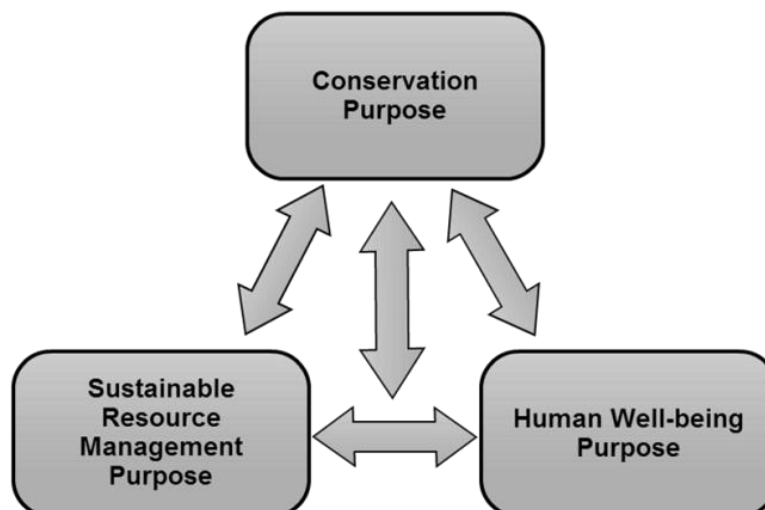 Conservation
Purpose
Sustainable
Resource
Management
Purpose
Human Well-being
Purpose